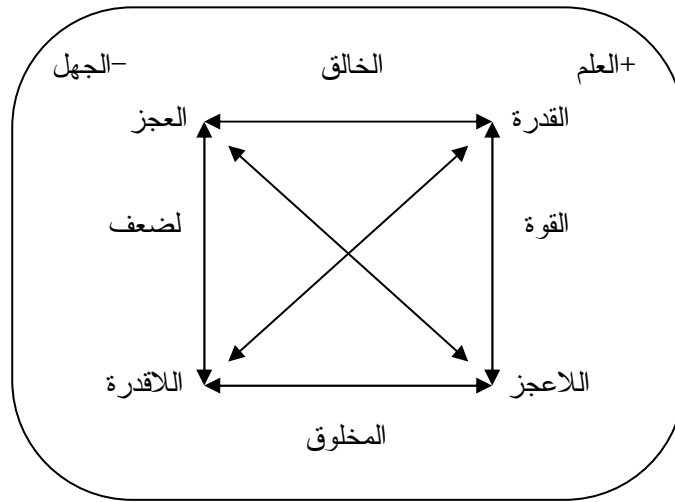 +العلم الخالق –الجهل
القدرة العجز
القوة لضعف
اللاعجز اللاقدرة
المخلوق